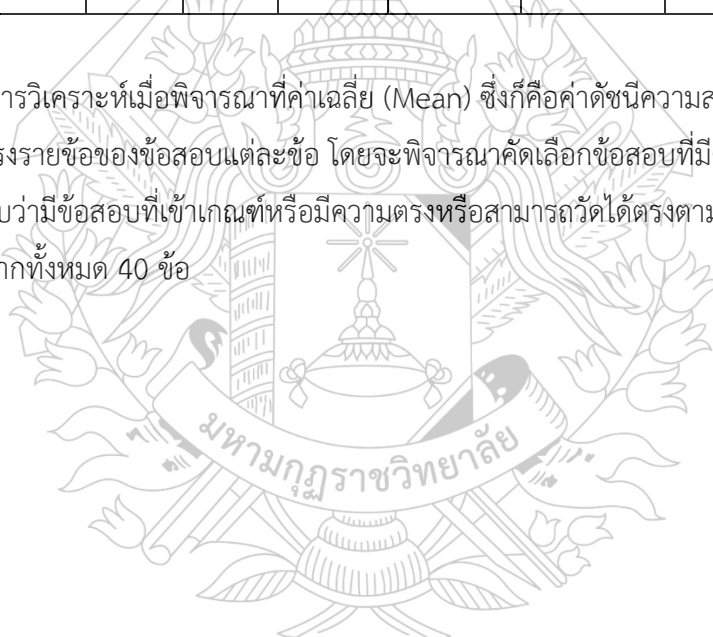 ารวิเคราะห์เมื่อพิจารณาที่ค่าเฉลี่ย (Mean) ซึ่งก็คือค่าดัชนีความส
รงรายข้อของข้อสอบแต่ละข้อ โดยจะพิจารณาคัดเลือกข้อสอบที่มี
บว่ามีข้อสอบที่เข้าเกณฑ์หรือมีความตรงหรือสามารถวัดได้ตรงตาม
ากทั้งหมด 40 ข้อ
มหามกุฏราชวิทยาลัย